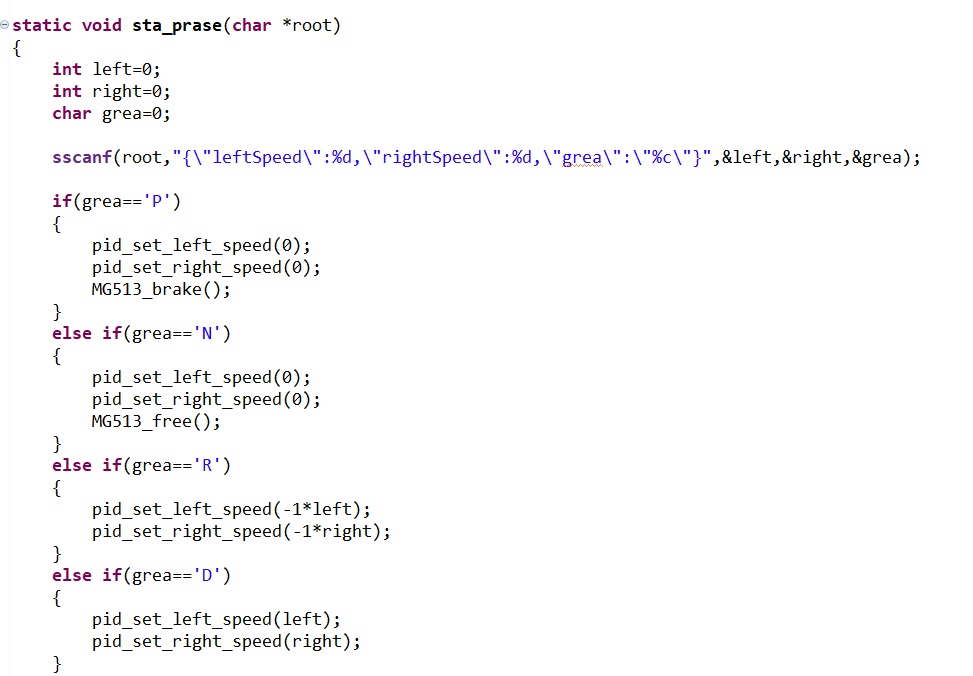 static void sta_prase(char *root)
{
    int left=0;
    int right=0;
    char grea=0;

    sscanf(root,"{\"leftSpeed\":%d,\"rightSpeed\":%d,\"grea\":\"%c\"}",&left,&right,&grea);

    if(grea=='P')
    {
        pid_set_left_speed(0);
        pid_set_right_speed(0);
        MG513_brake();
    }
    else if(grea=='N')
    {
        pid_set_left_speed(0);
        pid_set_right_speed(0);
        MG513_free();
    }
    else if(grea=='R')
    {
        pid_set_left_speed(-1*left);
        pid_set_right_speed(-1*right);
    }
    else if(grea=='D')
    {
        pid_set_left_speed(left);
        pid_set_right_speed(right);
    }